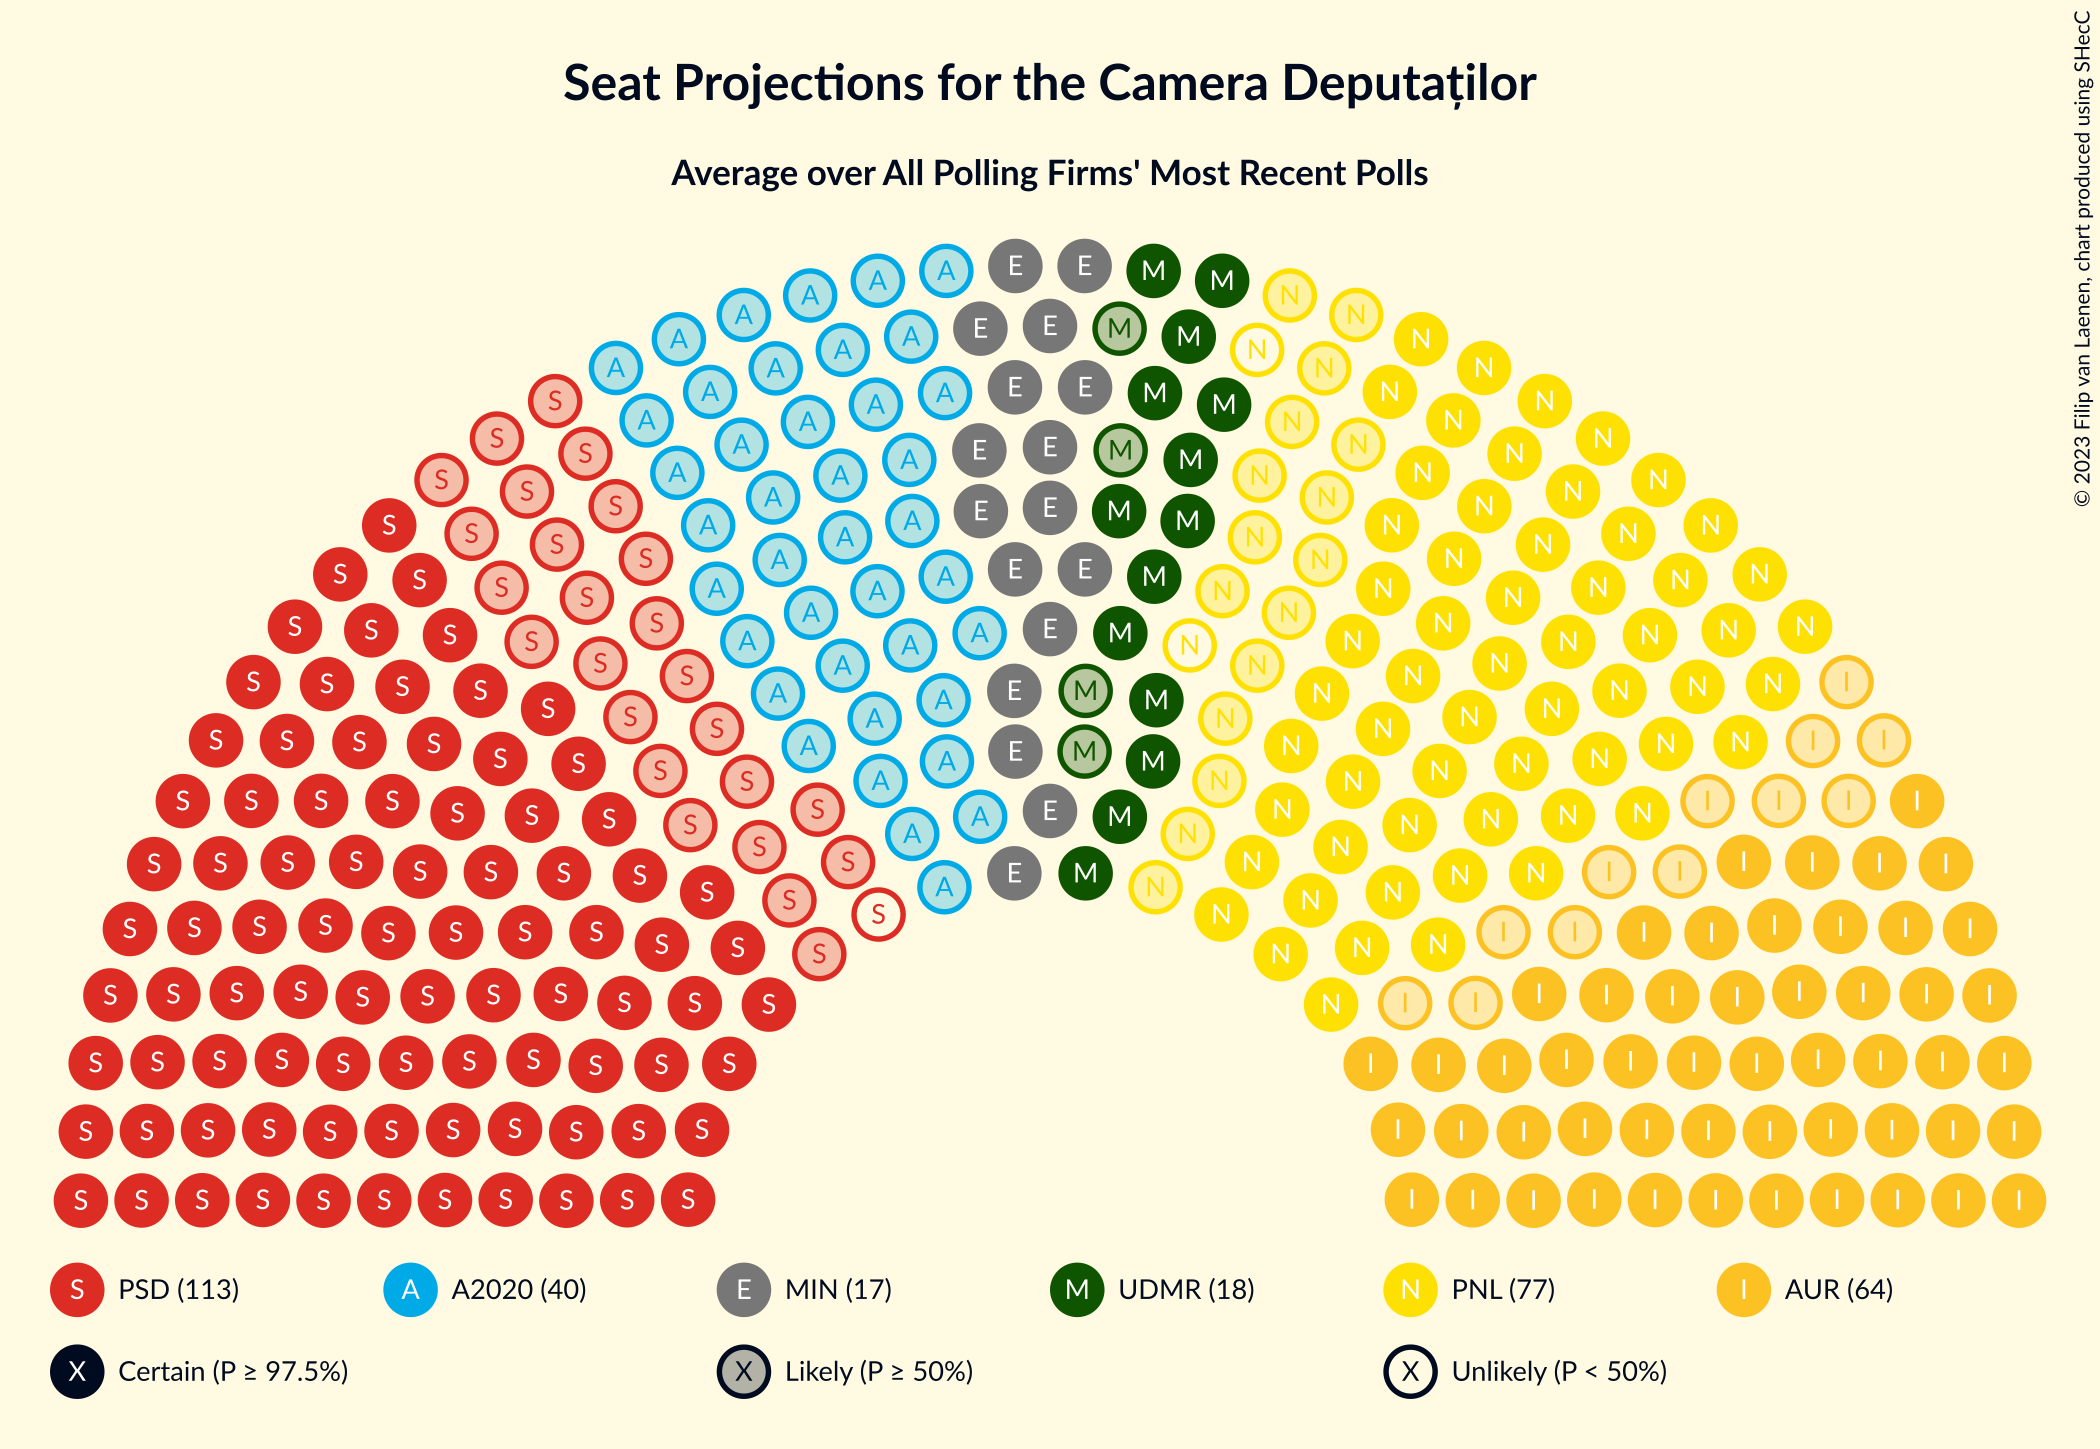 Seat Projections for the Camera Deputaților
Average over All Polling Firms' Most Recent Polls
© 2023 Filip van Laenen, chart produced using SHecC
S PSD (113)
A A2020 (40)
E MIN (17)
M UDMR (18)
N PNL (77)
I AUR (64)
X Certain (P ≥ 97.5%)
X Likely (P ≥ 50%)
X Unlikely (P < 50%)